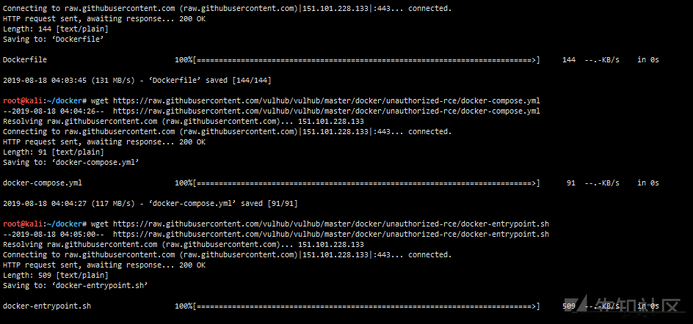 Connecting to raw.githubusercontent.com (raw.githubusercontent.com)|151.101.228.133|:443... connected.
HTTP request sent, awaiting response... 200 OK
Length: 144 [text/plain]
Saving to: ‘Dockerfile’
Dockerfile 100%[=================================================================================>] 144 --.-KB/s in 0s
2019-08-18 04:03:45 (131 MB/s) - ‘Dockerfile’ saved [144/144]
root@kali:~/docker# wget https://raw.githubusercontent.com/vulhub/vulhub/master/docker/unauthorized-rce/docker-compose.yml
--2019-08-18 04:04:26-- https://raw.githubusercontent.com/vulhub/vulhub/master/docker/unauthorized-rce/docker-compose.yml
Resolving raw.githubusercontent.com (raw.githubusercontent.com)... 151.101.228.133
Connecting to raw.githubusercontent.com (raw.githubusercontent.com)|151.101.228.133|:443... connected.
HTTP request sent, awaiting response... 200 OK
Length: 91 [text/plain]
Saving to: ‘docker-compose.yml’
docker-compose.yml 100%[=================================================================================>] 91 --.-KB/s in 0s
2019-08-18 04:04:27 (117 MB/s) - ‘docker-compose.yml’ saved [91/91]
root@kali:~/docker# wget https://raw.githubusercontent.com/vulhub/vulhub/master/docker/unauthorized-rce/docker-entrypoint.sh
--2019-08-18 04:05:00-- https://raw.githubusercontent.com/vulhub/vulhub/master/docker/unauthorized-rce/docker-entrypoint.sh
Resolving raw.githubusercontent.com (raw.githubusercontent.com)... 151.101.228.133
Connecting to raw.githubusercontent.com (raw.githubusercontent.com)|151.101.228.133|:443... connected.
HTTP request sent, awaiting response... 200 OK
Length: 509 [text/plain]
Saving to: ‘docker-entrypoint.sh’
docker-entrypoint.sh 100%[=================================================================================>] 509 --.-KB/s in 0s
先知社区